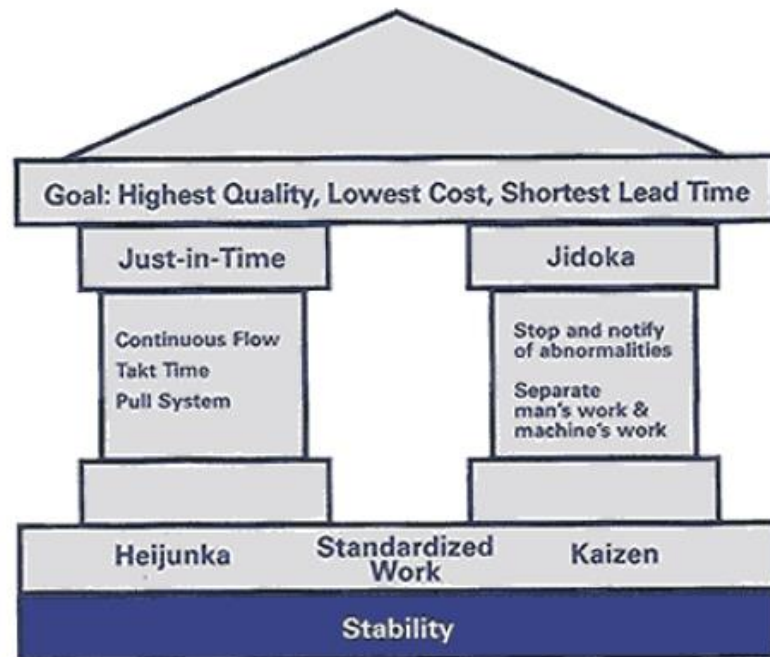 Goal: Highest Quality, Lowest Cost, Shortest Lead Time
Just-in-Time
Continuous Flow
Takt Time
Pull System
Jidoka
Stop and notify
of abnormalities
Separate
man's work &
machine's work
Heijunka
Standardized
Work
Kaizen
Stability